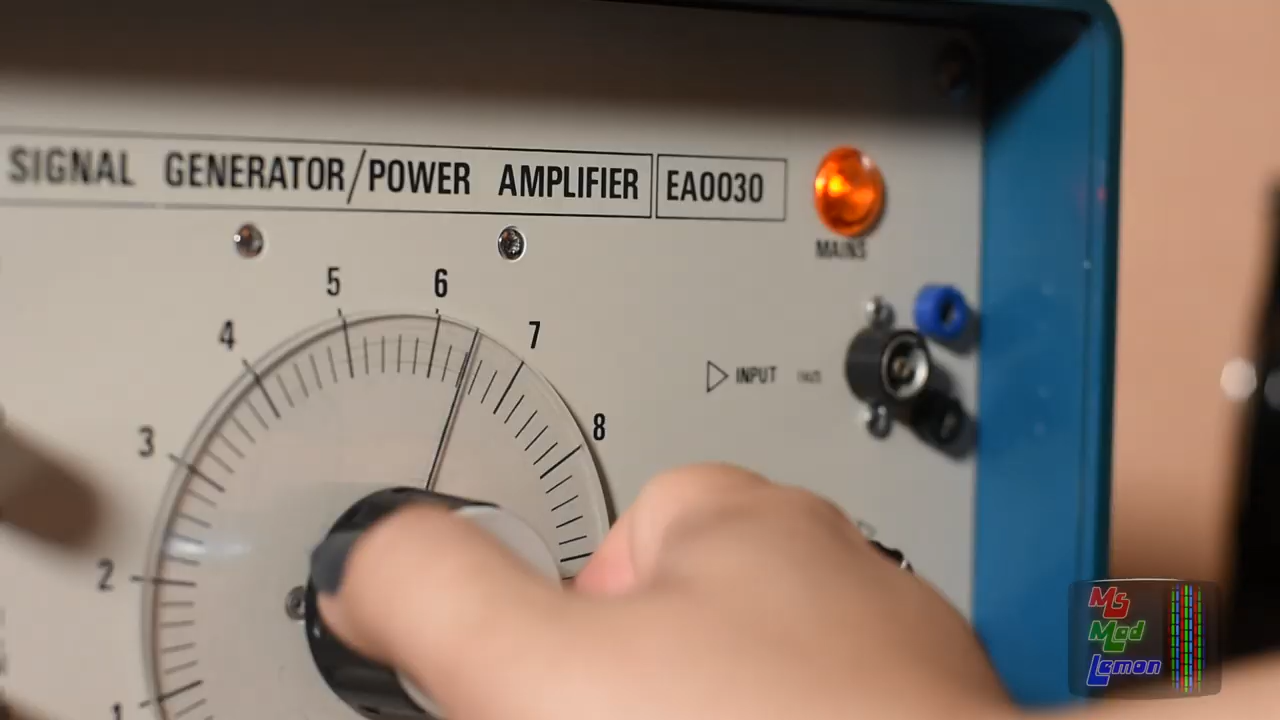 SIGNAL GENERATOR/POWER AMPLIFIER EA0030
MAINS
5 6
4 7
3 8
INPUT
2
1
Ms
Mad
Lemon